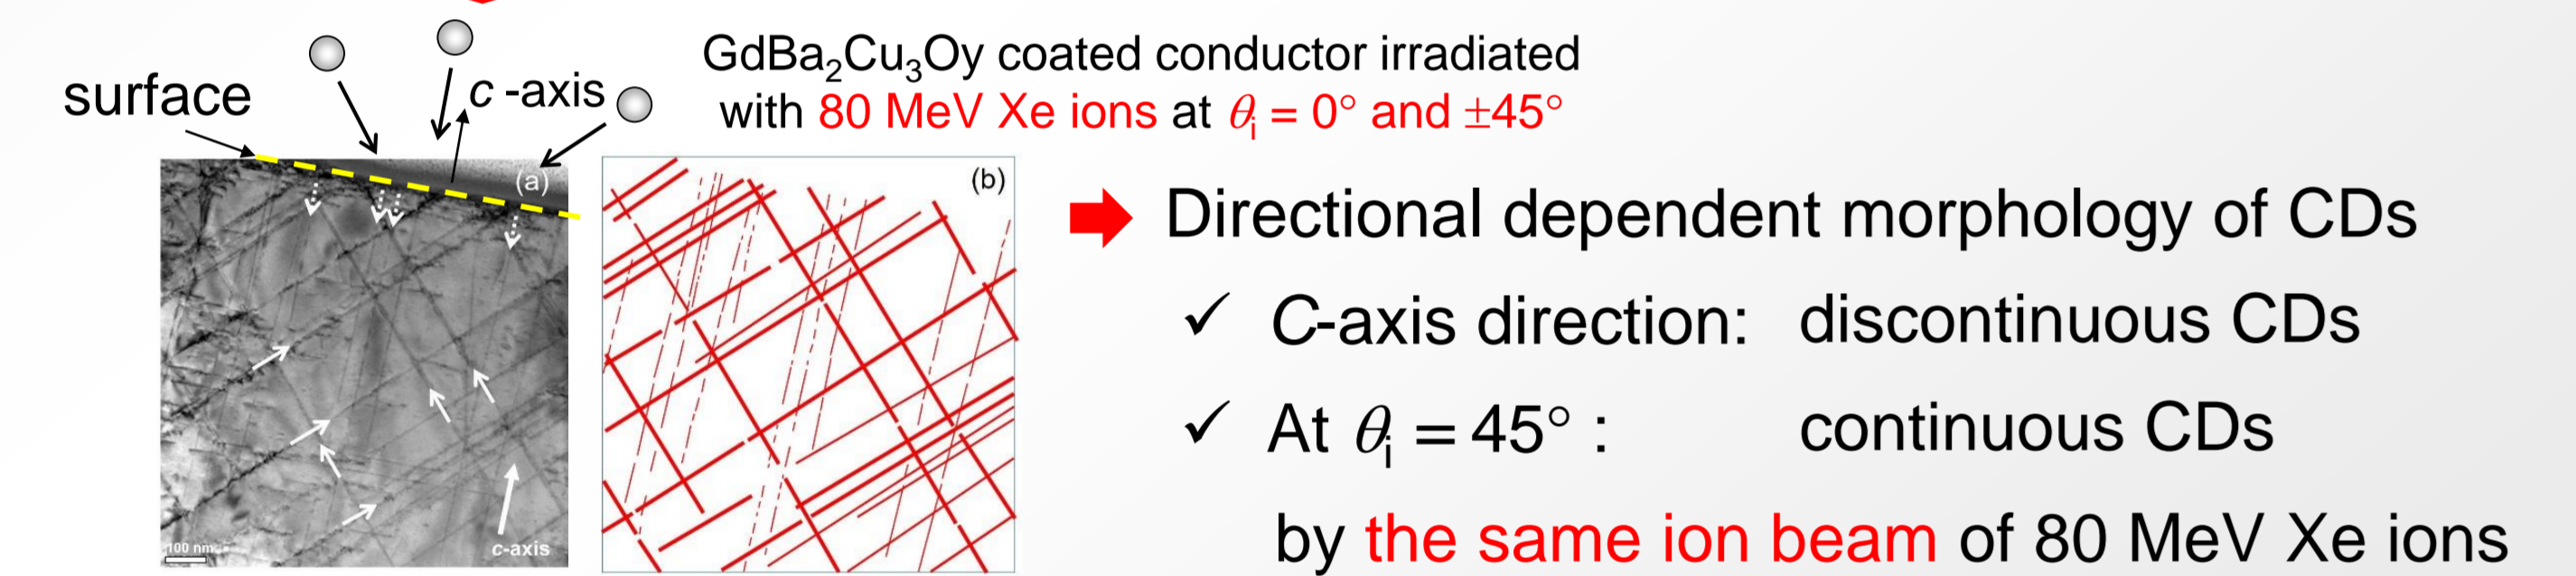 surface
c -axis
GdBa₂Cu₃Oy coated conductor irradiated
with 80 MeV Xe ions at θi = 0° and ±45°
(a)
100 nm
c-axis
(b)
Directional dependent morphology of CDs
✓ C-axis direction: discontinuous CDs
✓ At θi = 45° : continuous CDs
by the same ion beam of 80 MeV Xe ions